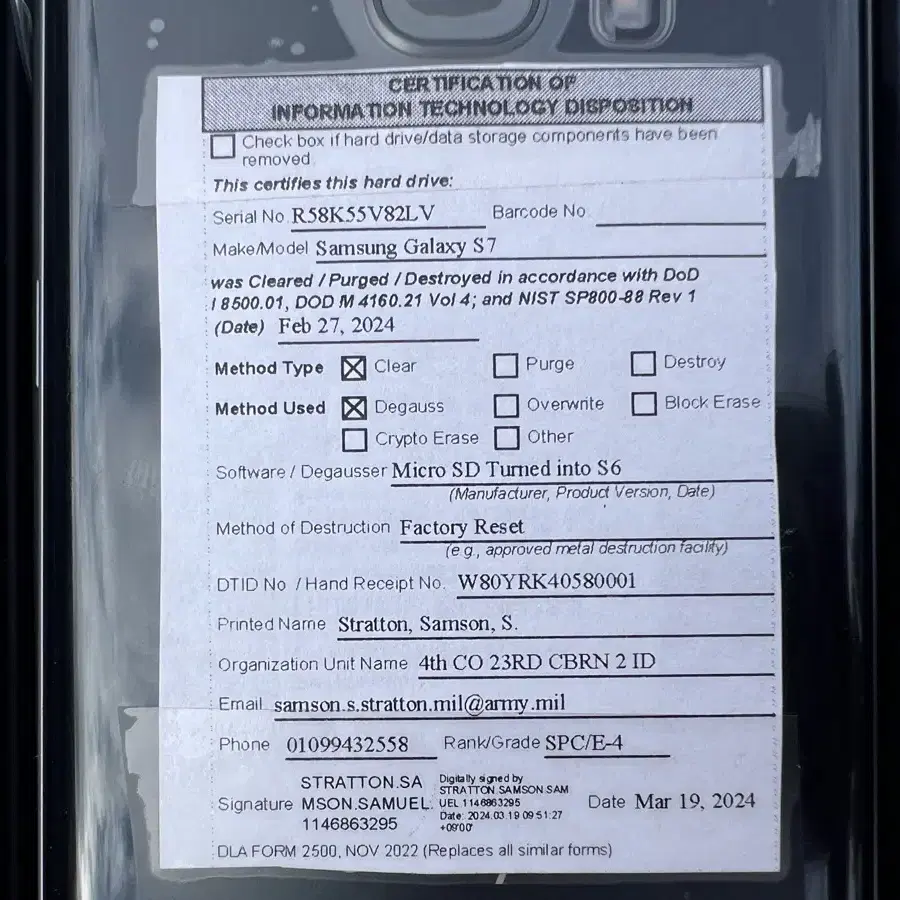 CERTIFICATION OF
INFORMATION TECHNOLOGY DISPOSITION
Check box if hard drive/data storage components have been
removed
This certifies this hard drive:
Serial No R58K55V82LV Barcode No
Make/Model Samsung Galaxy S7
was Cleared / Purged / Destroyed in accordance with DoD
I 8500.01, DOD M 4160.21 Vol 4; and NIST SP800-88 Rev 1
(Date) Feb 27, 2024
Method Type Clear Purge Destroy
Method Used Degauss Overwrite Block Erase
Crypto Erase Other
Software / Degausser Micro SD Turned into S6
(Manufacturer, Product Version, Date)
Method of Destruction Factory Reset
(e.g., approved metal destruction facility)
DTID No / Hand Receipt No. W80YRK40580001
Printed Name Stratton, Samson, S.
Organization Unit Name 4th CO 23RD CBRN 2 ID
Email samson.s.stratton.mil@army.mil
Phone 01099432558 Rank/Grade SPC/E-4
STRATTON.SA
Signature MSON.SAMUEL.
1146863295
Digitally signed by
STRATTON.SAMSON.SAM
UEL.1146863295
Date: 2024.03.19 09:51:27
+09'00'
Date Mar 19, 2024
DLA FORM 2500, NOV 2022 (Replaces all similar forms)